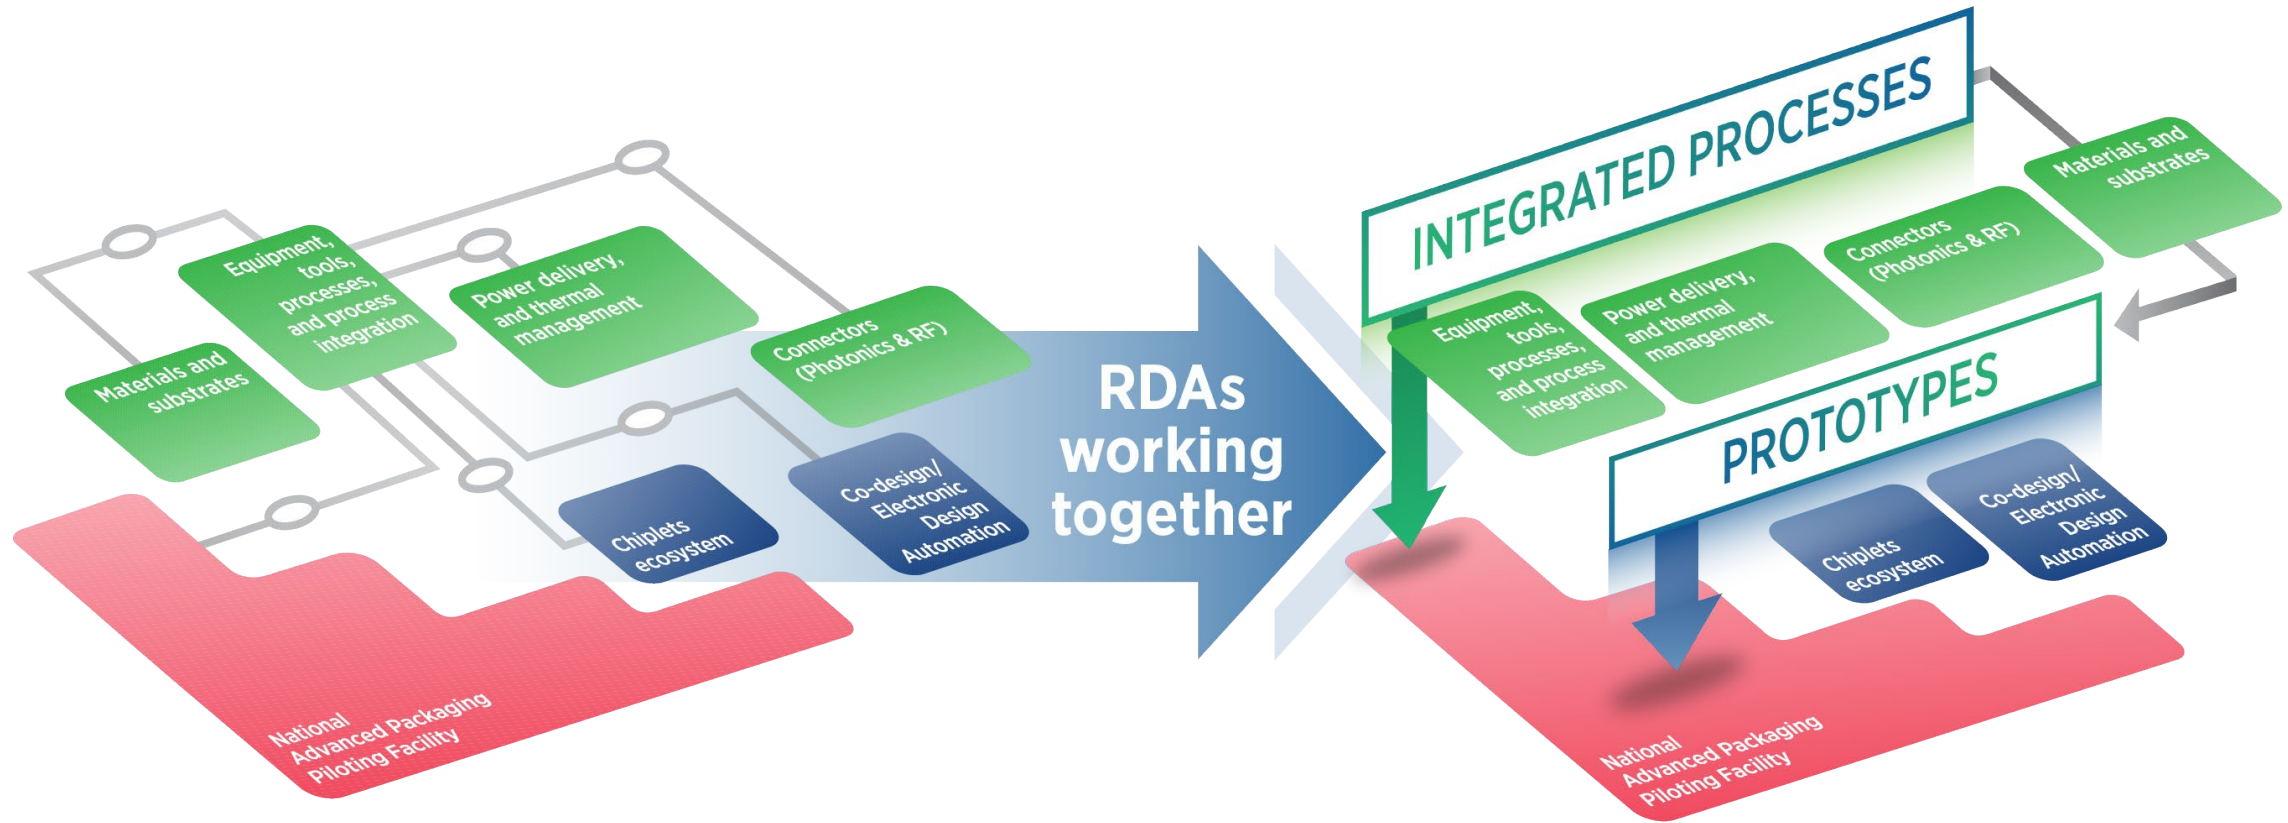 Equipment,
tools,
processes,
and process
integration
Materials and
substrates
Power delivery,
and thermal
management
Connectors
(Photonics & RF)
Chiplets
ecosystem
Co-design/
Electronic
Design
Automation
National
Advanced Packaging
Piloting Facility
RDAs
working
together
INTEGRATED PROCESSES
Materials and
substrates
Connectors
(Photonics & RF)
Power delivery,
and thermal
management
Equipment,
tools,
processes,
and process
integration
PROTOTYPES
Chiplets
ecosystem
Co-design/
Electronic
Design
Automation
National
Advanced Packaging
Piloting Facility